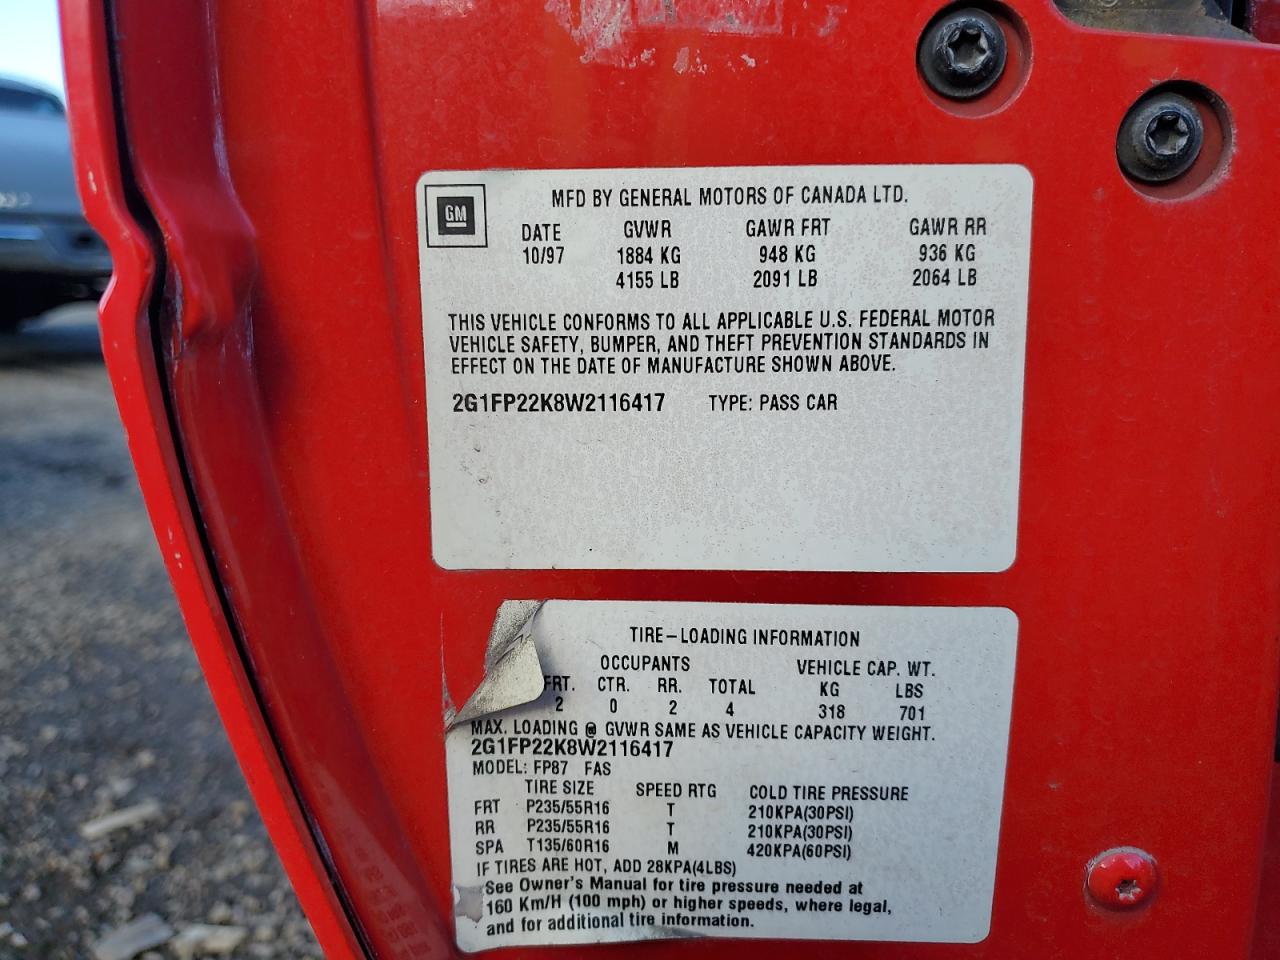 GM
MFD BY GENERAL MOTORS OF CANADA LTD.
DATE GVWR GAWR FRT GAWR RR
10/97 1884 KG 948 KG 936 KG
4155 LB 2091 LB 2064 LB
THIS VEHICLE CONFORMS TO ALL APPLICABLE U.S. FEDERAL MOTOR
VEHICLE SAFETY, BUMPER, AND THEFT PREVENTION STANDARDS IN
EFFECT ON THE DATE OF MANUFACTURE SHOWN ABOVE.
2G1FP22K8W2116417 TYPE: PASS CAR
TIRE-LOADING INFORMATION
OCCUPANTS VEHICLE CAP. WT.
FRT. CTR. RR. TOTAL KG LBS
2 0 2 4 318 701
MAX. LOADING @ GVWR SAME AS VEHICLE CAPACITY WEIGHT.
2G1FP22K8W2116417
MODEL: FP87 FAS
TIRE SIZE SPEED RTG COLD TIRE PRESSURE
FRT P235/55R16 T 210KPA(30PSI)
RR P235/55R16 T 210KPA(30PSI)
SPA T135/60R16 M 420KPA(60PSI)
IF TIRES ARE HOT, ADD 28KPA(4LBS)
See Owner's Manual for tire pressure needed at
160 Km/H (100 mph) or higher speeds, where legal,
and for additional tire information.